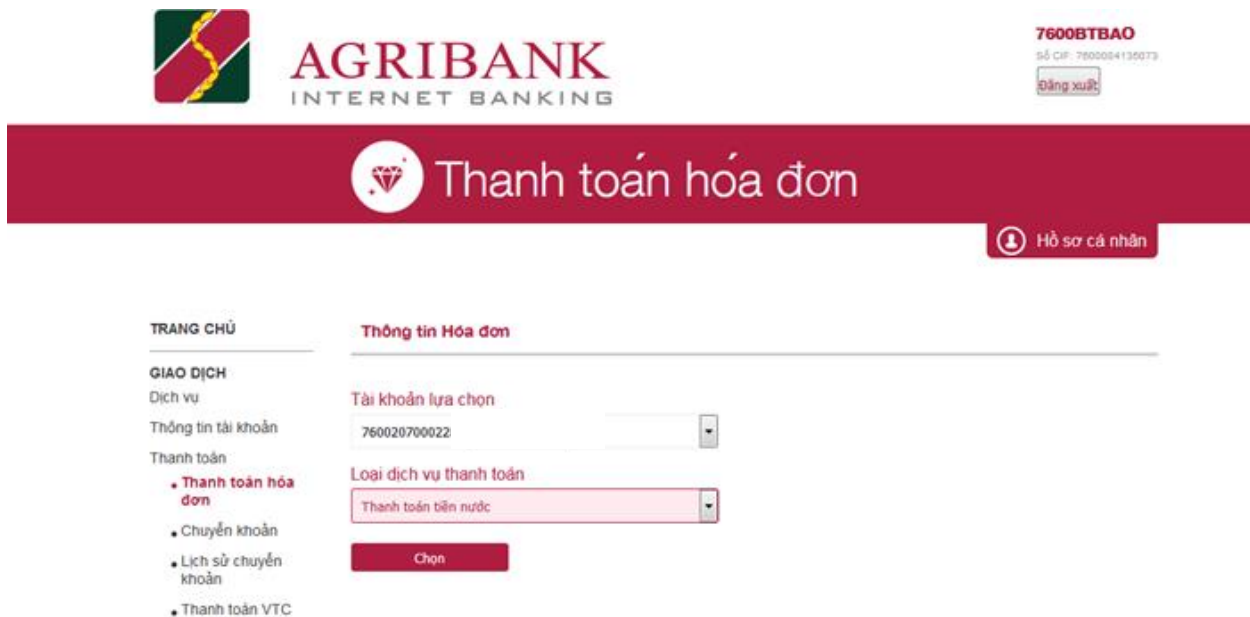 AGRIBANK
INTERNET BANKING
7600BTBAO
Số CIF: 7600004136073
Đăng xuất
Thanh toán hóa đơn
Hồ sơ cá nhân
TRANG CHỦ
GIAO DỊCH
Dịch vụ
Thông tin tài khoản
Thanh toán
Thanh toán hóa
đơn
Chuyển khoản
Lịch sử chuyển
khoản
Thanh toán VTC
Thông tin Hóa đơn
Tài khoản lựa chọn
760020700022
Loại dịch vụ thanh toán
Thanh toán tiền nước
Chọn